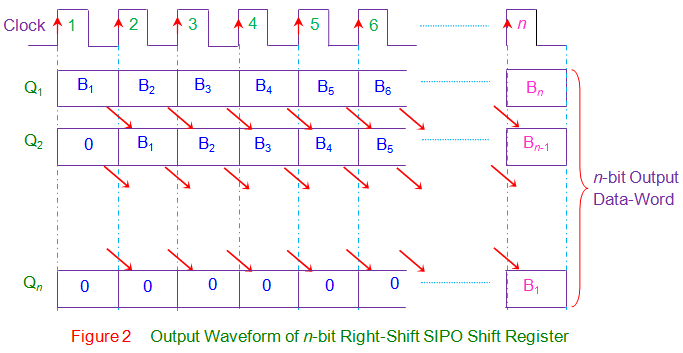 Clock 1 2 3 4 5 6 n
Q1 B1 B2 B3 B4 B5 B6 Bn
Q2 0 B1 B2 B3 B4 B5 Bn-1
n-bit Output
Data-Word
Qn 0 0 0 0 0 0 B1
Figure 2 Output Waveform of n-bit Right-Shift SIPO Shift Register